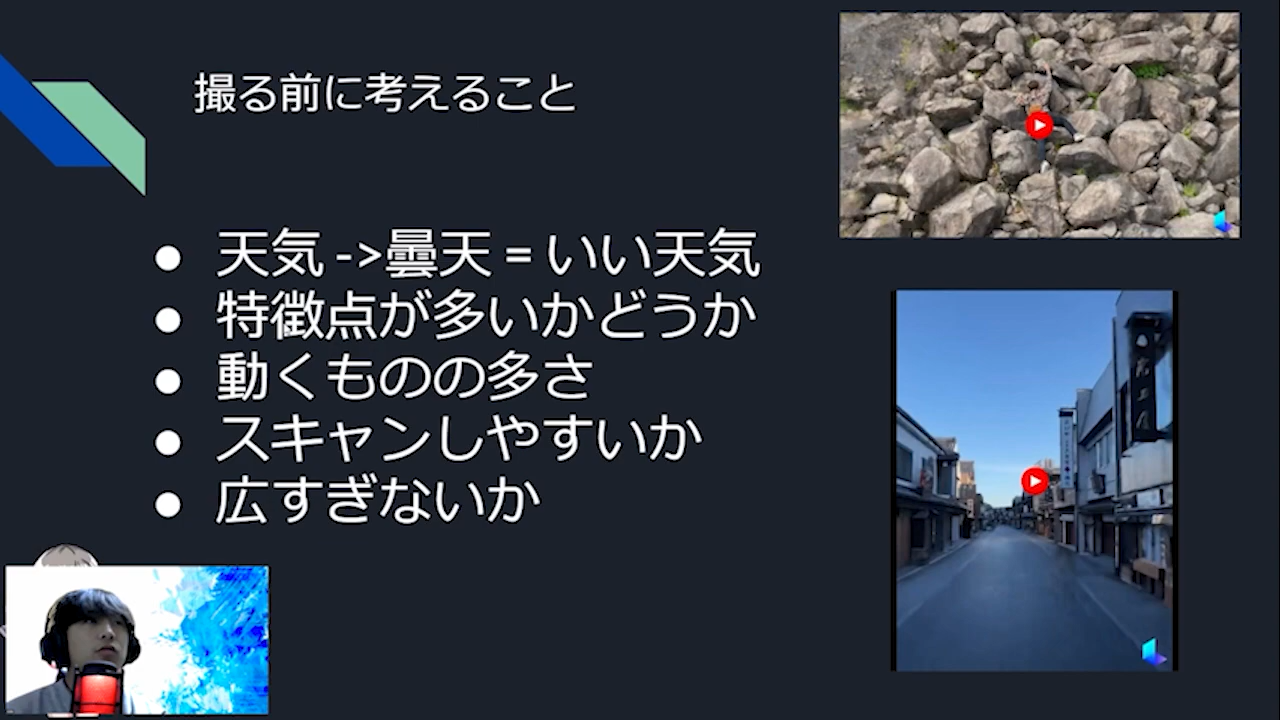 撮る前に考えること
● 天気 ->曇天 = いい天気
● 特徴点が多いかどうか
● 動くものの多さ
● スキャンしやすいか
● 広すぎないか